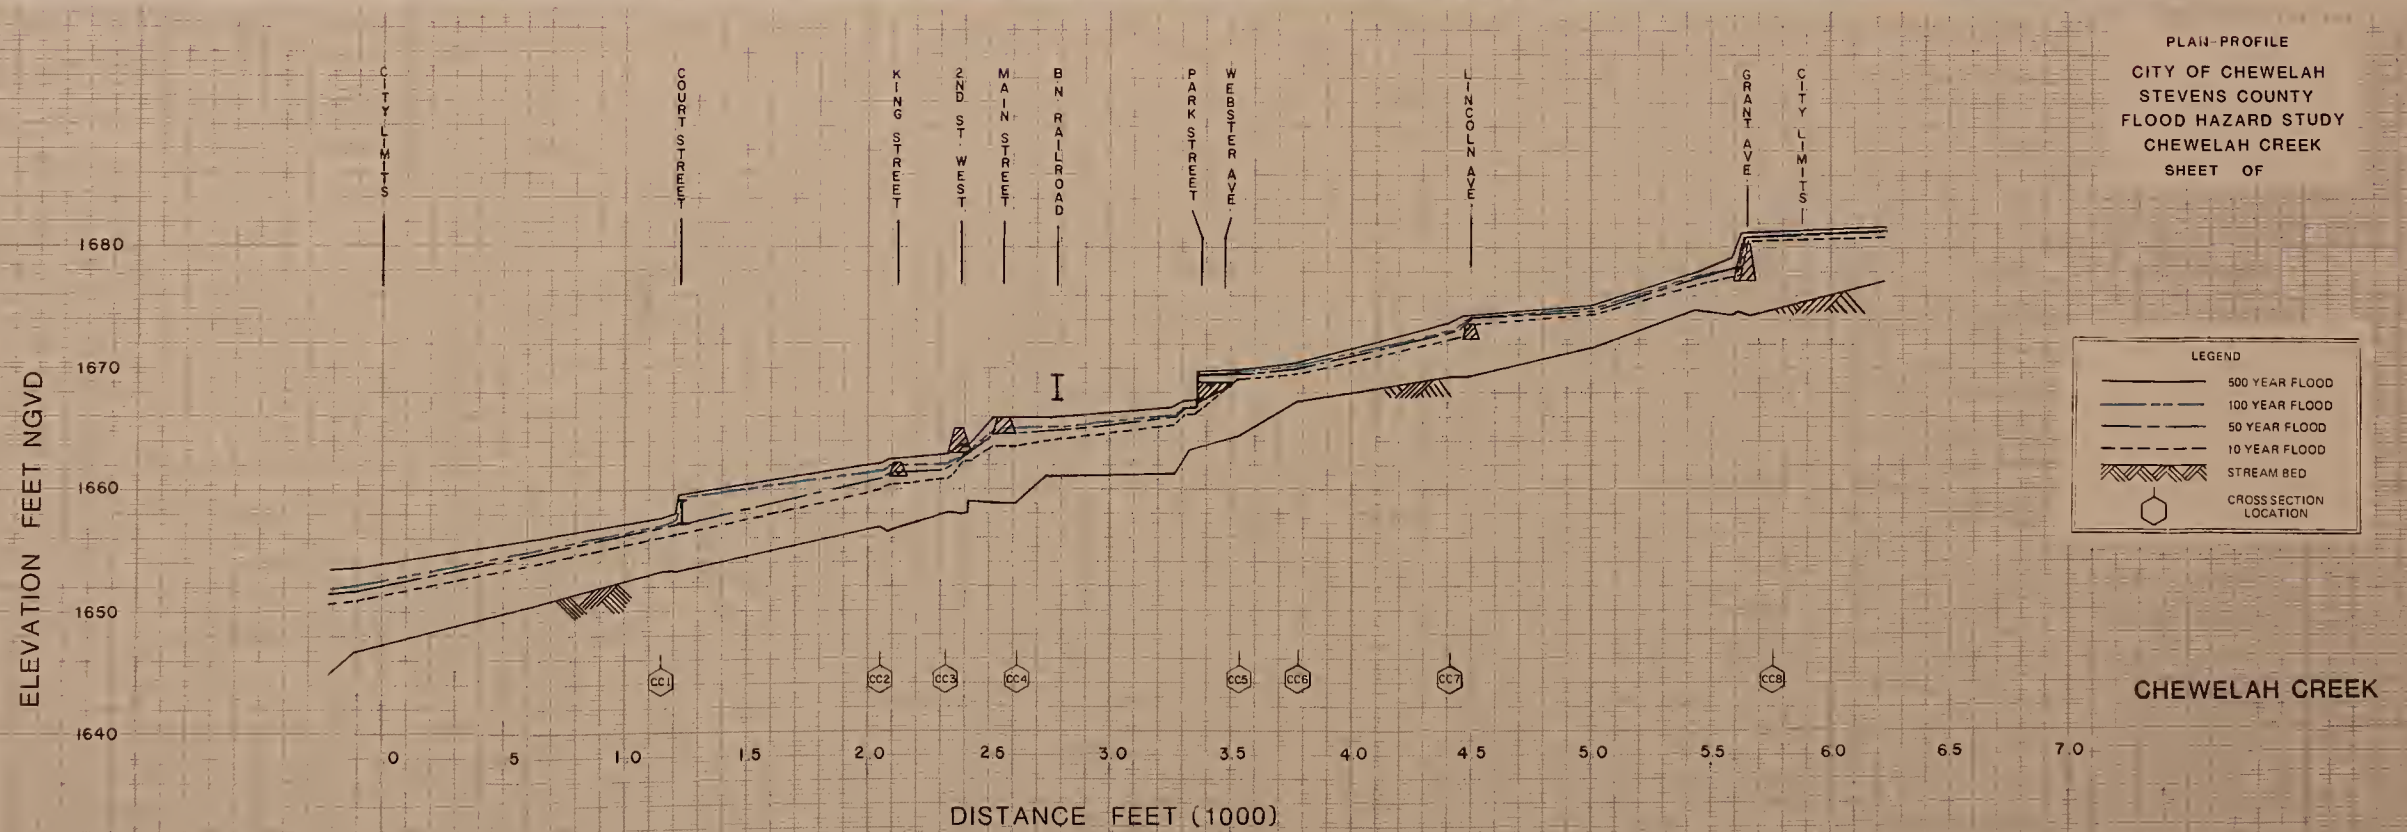 PLAN-PROFILE
CITY OF CHEWELAH
STEVENS COUNTY
FLOOD HAZARD STUDY
CHEWELAH CREEK
SHEET OF
CITY LIMITS
COURT STREET
KING STREET
2ND ST. WEST
MAIN STREET
B.N. RAILROAD
PARK STREET
WEBSTER AVE.
LINCOLN AVE.
GRANT AVE.
CITY LIMITS
ELEVATION FEET NGVD
1680
1670
1660
1650
1640
LEGEND
500 YEAR FLOOD
100 YEAR FLOOD
50 YEAR FLOOD
10 YEAR FLOOD
STREAM BED
CROSS SECTION
LOCATION
CC1 CC2 CC3 CC4 CC5 CC6 CC7 CC8
CHEWELAH CREEK
0 .5 1.0 1.5 2.0 2.5 3.0 3.5 4.0 4.5 5.0 5.5 6.0 6.5 7.0
DISTANCE FEET (1000)